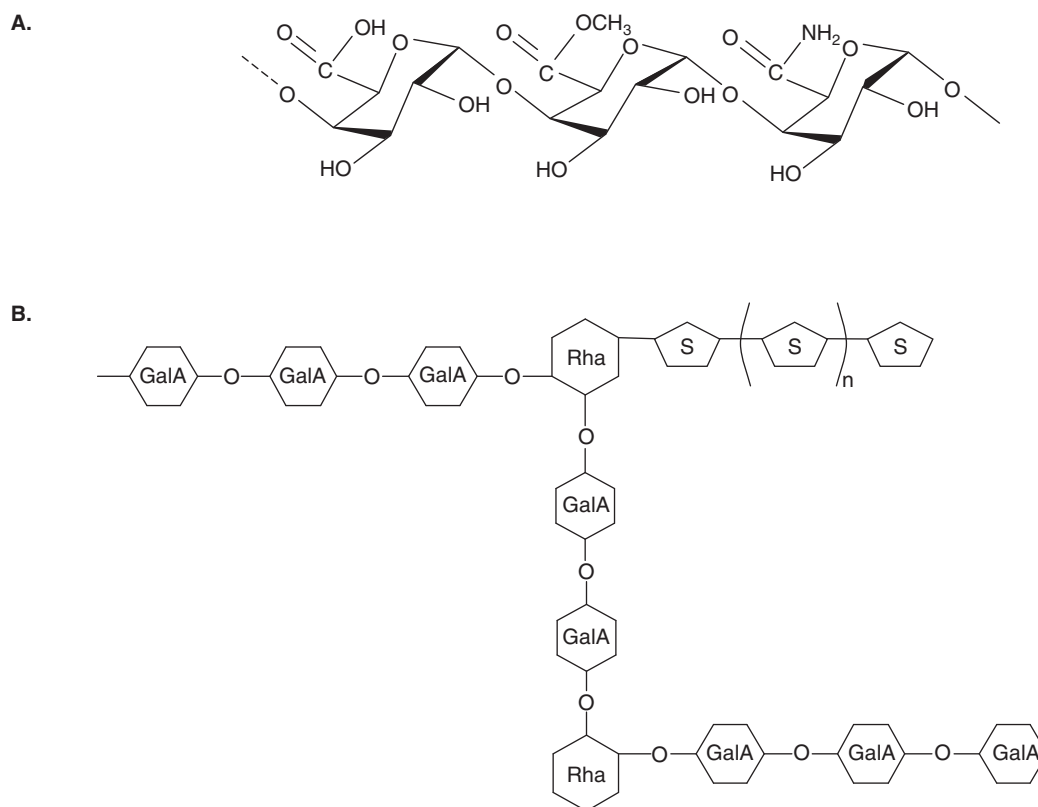 A.
O OH O OCH3 O NH2
C O C O C O
O OH O OH O OH O
HO HO HO
B.
GalA O GalA O GalA O Rha S S S
n
O
GalA
O
GalA
O
Rha O GalA O GalA O GalA